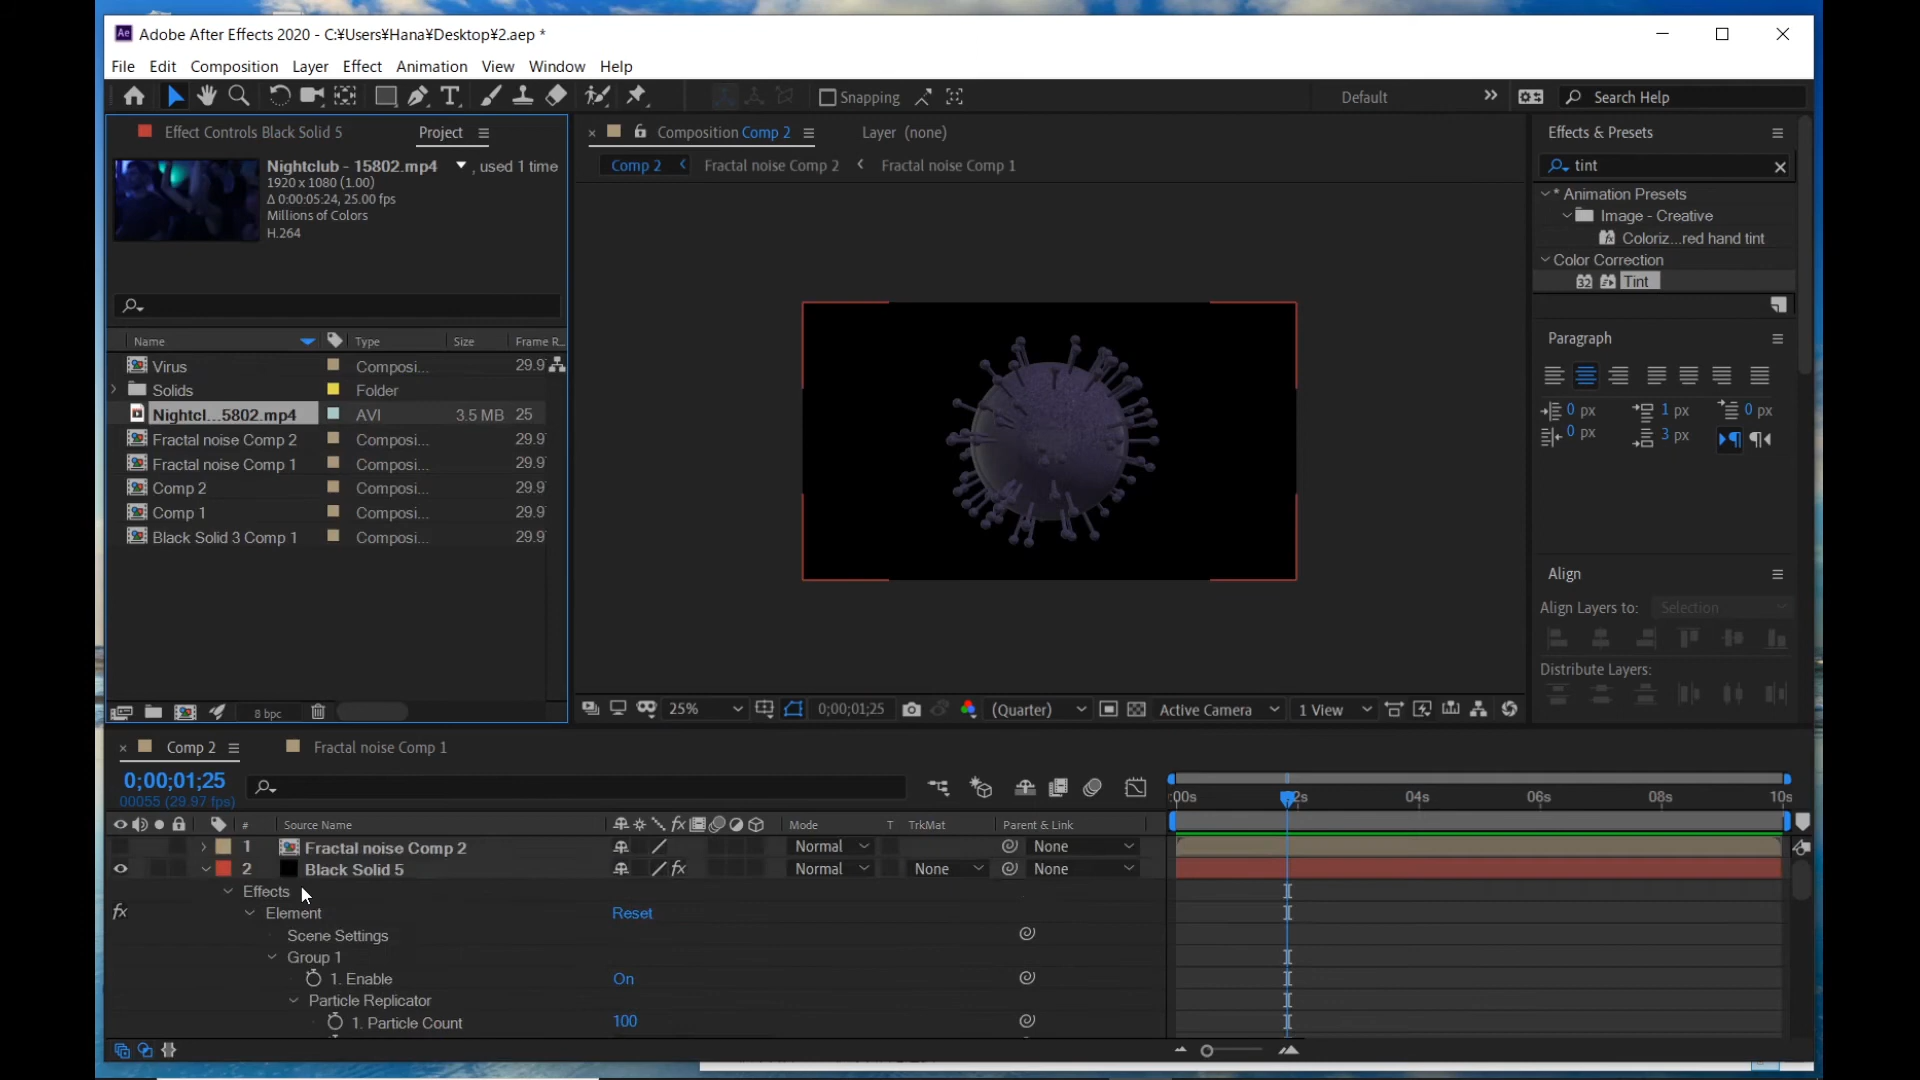 Adobe After Effects 2020 - C:¥Users¥Hana¥Desktop¥2.aep *
File Edit Composition Layer Effect Animation View Window Help
Snapping Default Search Help
Effect Controls Black Solid 5 Project
Nightclub - 15802.mp4 , used 1 time
1920 x 1080 (1.00)
Δ 0:00:05:24, 25.00 fps
Millions of Colors
H.264
Name Type Size Frame R...
Virus Composi... 29.9
Solids Folder
Nightcl...5802.mp4 AVI 3.5 MB 25
Fractal noise Comp 2 Composi... 29.9
Fractal noise Comp 1 Composi... 29.9
Comp 2 Composi... 29.9
Comp 1 Composi... 29.9
Black Solid 3 Comp 1 Composi... 29.9
8 bpc
Composition Comp 2 Layer (none)
Comp 2 Fractal noise Comp 2 Fractal noise Comp 1
25% 0;00;01;25 (Quarter) Active Camera 1 View
Effects & Presets
tint
* Animation Presets
Image - Creative
Coloriz...red hand tint
Color Correction
32 Tint
Paragraph
0 px 1 px 0 px
0 px 3 px
Align
Align Layers to: Selection
Distribute Layers:
Comp 2 Fractal noise Comp 1
0;00;01;25
00055 (29.97 fps)
:00s 2s 04s 06s 08s 10s
# Source Name Mode T TrkMat Parent & Link
1 Fractal noise Comp 2 Normal None
2 Black Solid 5 Normal None None
Effects
fx Element Reset
Scene Settings
Group 1
1. Enable On
Particle Replicator
1. Particle Count 100